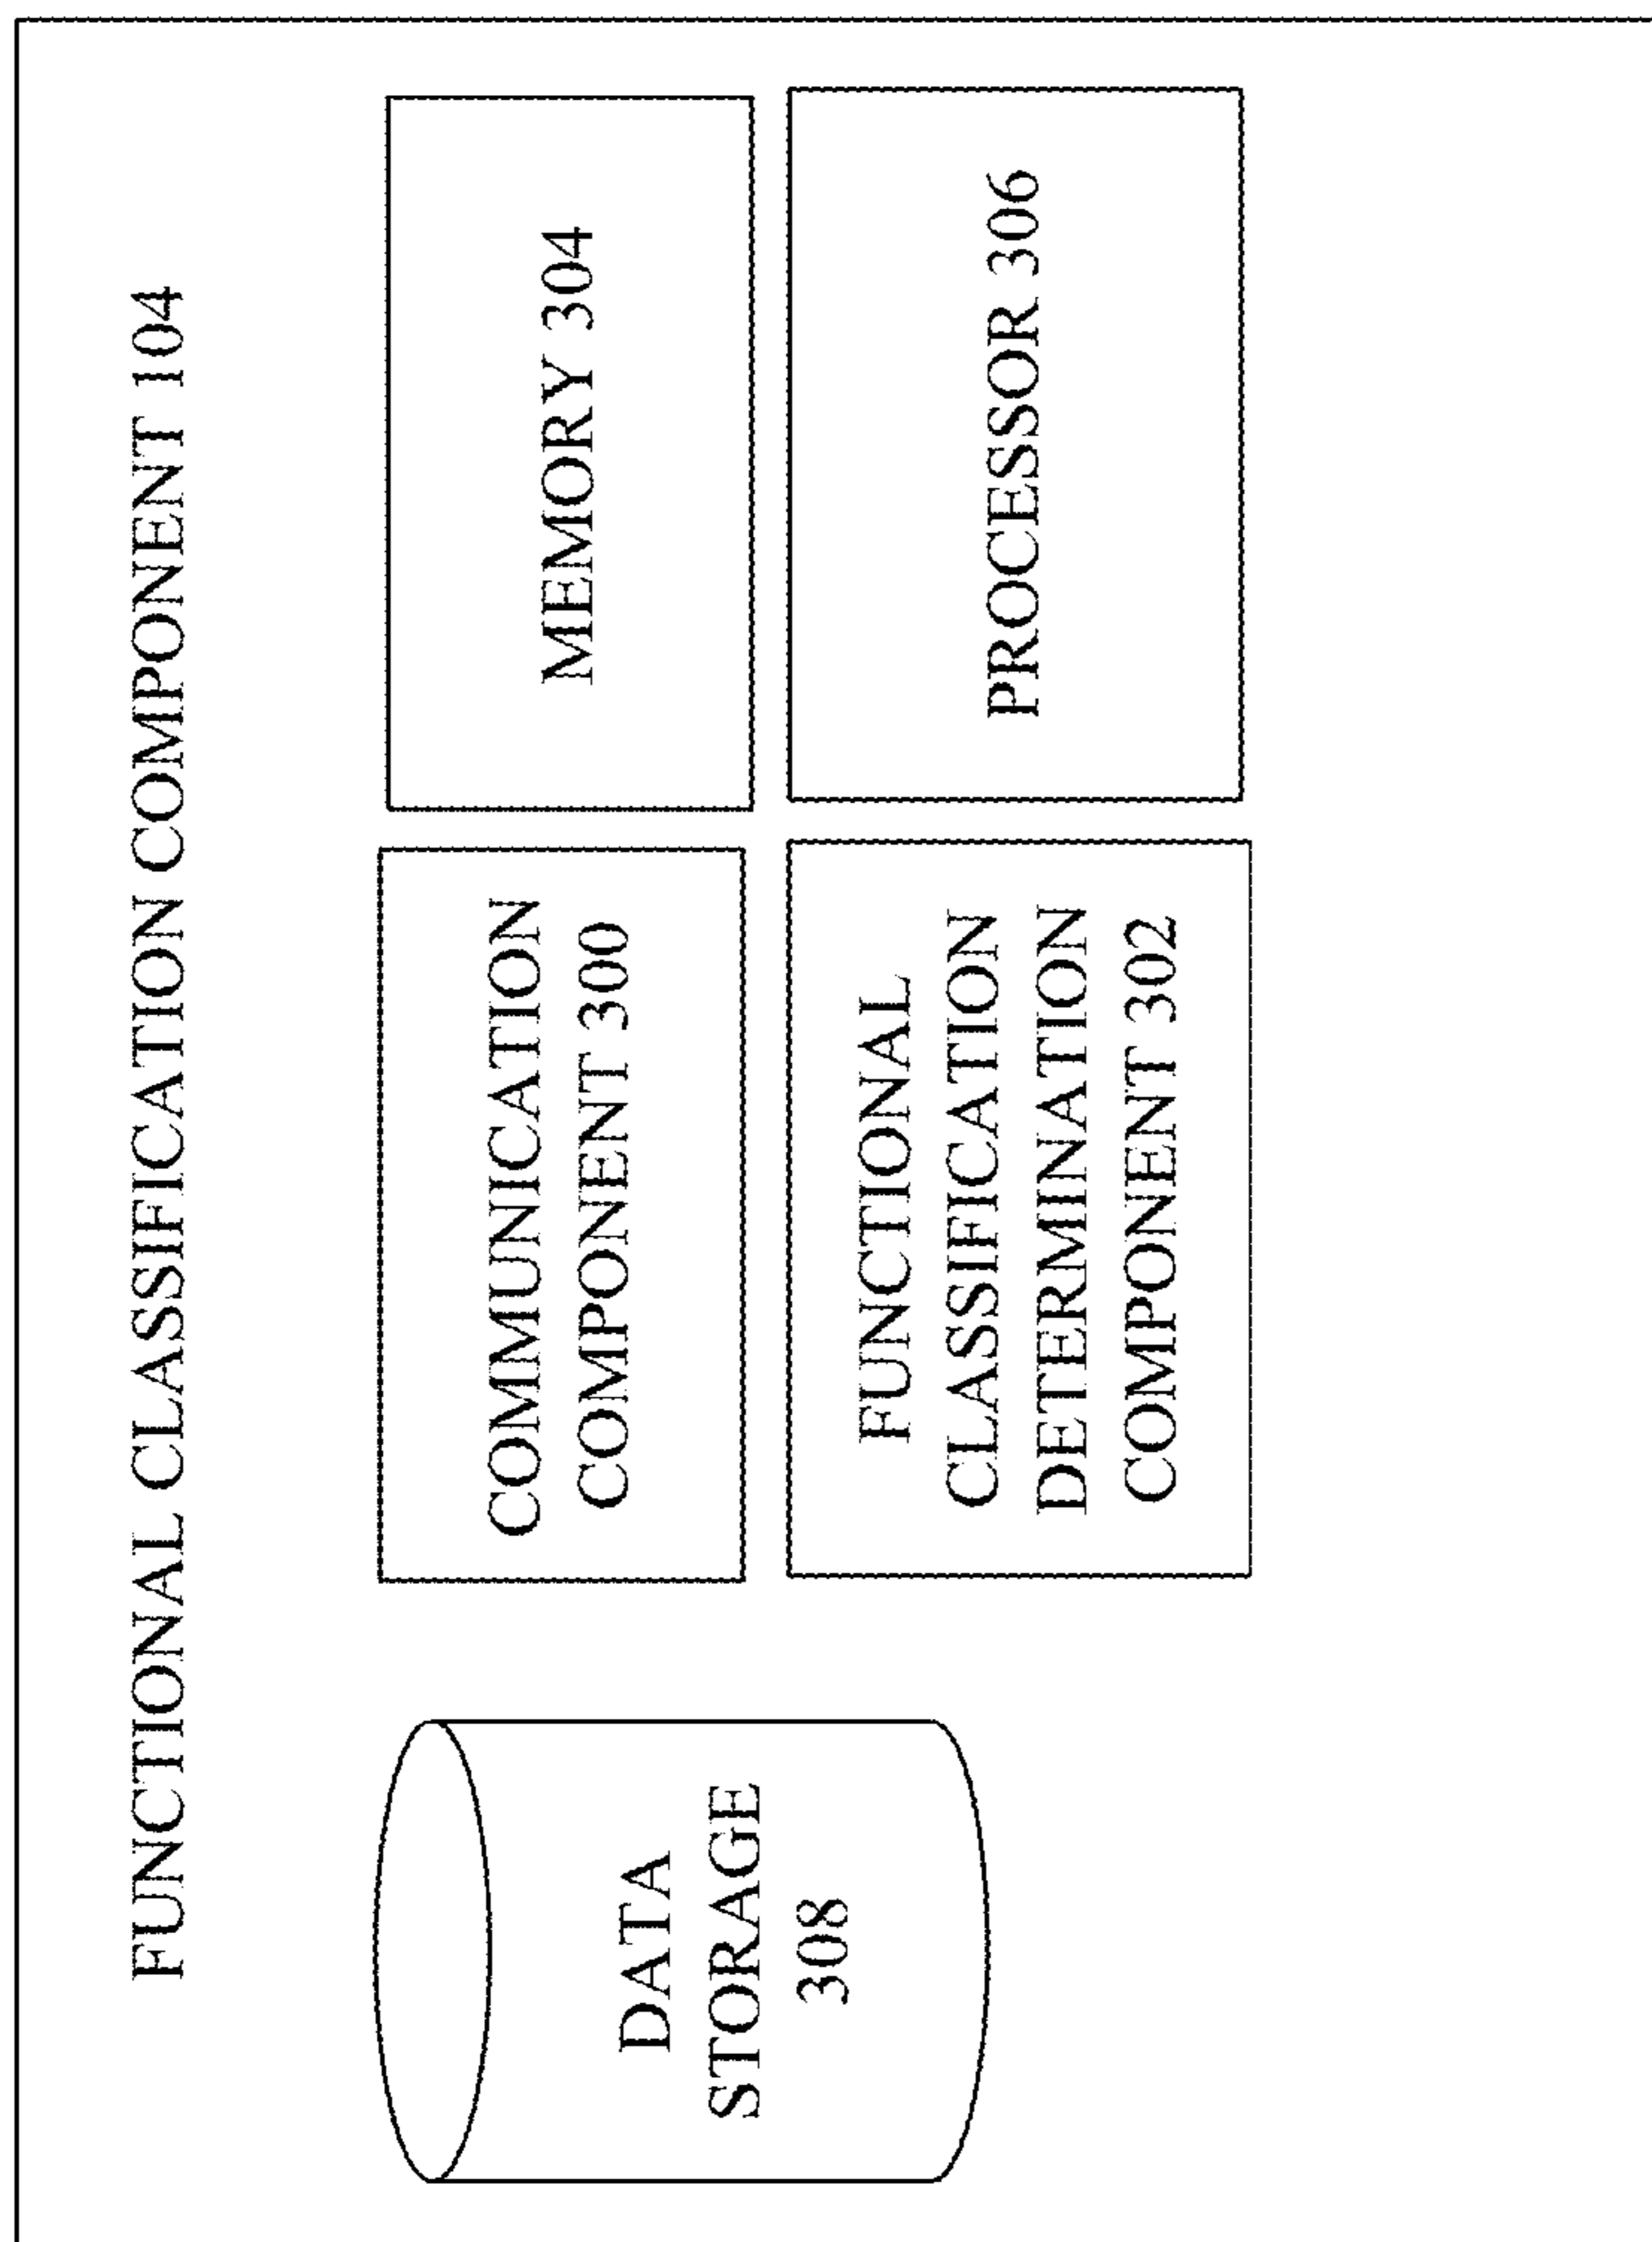 FUNCTIONAL CLASSIFICATION COMPONENT 104
DATA
STORAGE
308
COMMUNICATION
COMPONENT 300
MEMORY 304
FUNCTIONAL
CLASSIFICATION
DETERMINATION
COMPONENT 302
PROCESSOR 306